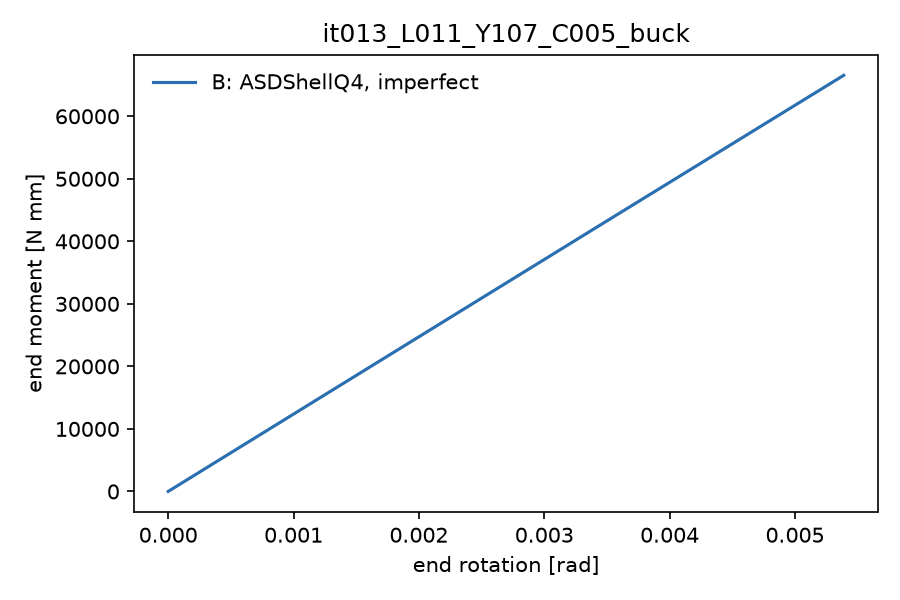 it013_L011_Y107_C005_buck
B: ASDShellQ4, imperfect
end moment [N mm]
60000
50000
40000
30000
20000
10000
0
0.000 0.001 0.002 0.003 0.004 0.005
end rotation [rad]